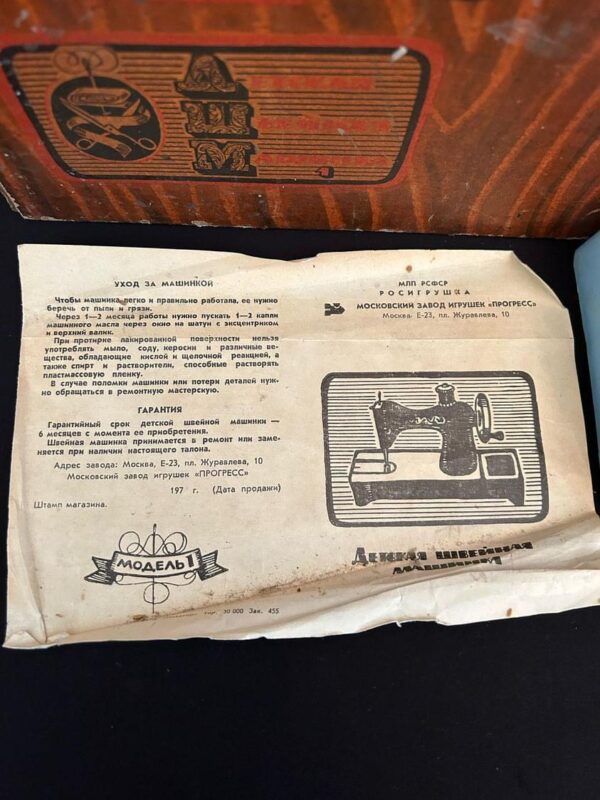 ДЕТСКАЯ
ШВЕЙНАЯ
МАШИНКА
1
УХОД ЗА МАШИНКОЙ
Чтобы машинка легко и правильно работала, ее нужно
беречь от пыли и грязи.
Через 1—2 месяца работы нужно пускать 1—2 капли
машинного масла через окно на шатун с эксцентриком
и верхний валик.
При протирке лакированной поверхности нельзя
употреблять мыло, соду, керосин и различные ве-
щества, обладающие кислой и щелочной реакцией, а
также спирт и растворители, способные растворять
пластмассовую пленку.
В случае поломки машинки или потери деталей нуж-
но обращаться в ремонтную мастерскую.
ГАРАНТИЯ
Гарантийный срок детской швейной машинки —
6 месяцев с момента ее приобретения.
Швейная машинка принимается в ремонт или заме-
няется при наличии настоящего талона.
Адрес завода: Москва, Е-23, пл. Журавлева, 10
Московский завод игрушек «ПРОГРЕСС»
197 г. (Дата продажи)
Штамп магазина.
МОДЕЛЬ 1
30 000 Зак. 455
МЛП РСФСР
РОСИГРУШКА
МОСКОВСКИЙ ЗАВОД ИГРУШЕК «ПРОГРЕСС»
Москва, Е-23, пл. Журавлева, 10
ДЕТСКАЯ ШВЕЙНАЯ
МАШИНКА